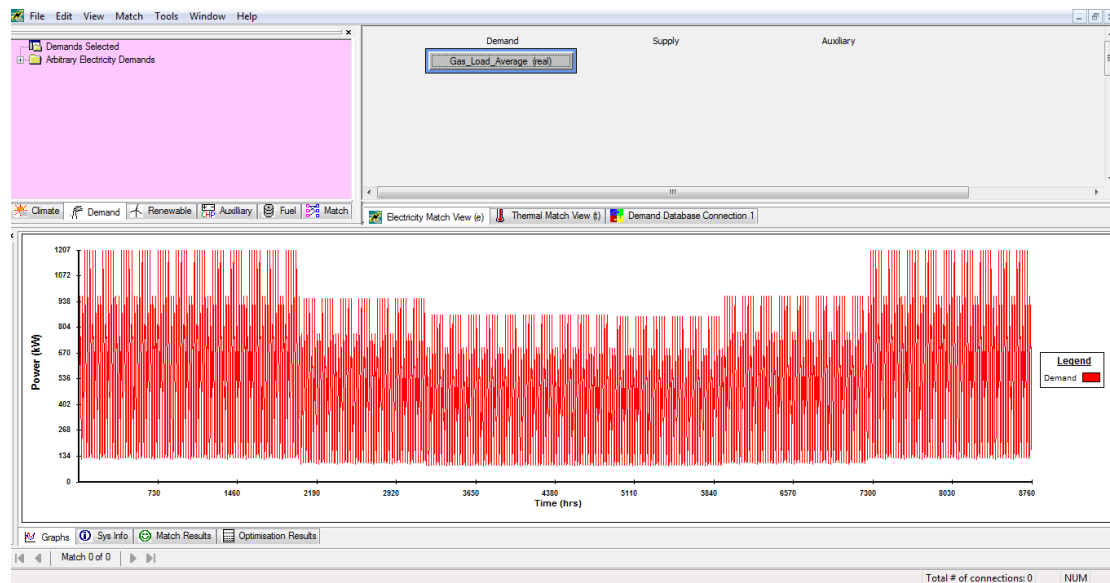 File Edit View Match Tools Window Help
Demands Selected
Arbitrary Electricity Demands
Climate Demand Renewable Auxilliary Fuel Match
Demand Supply Auxiliary
Gas_Load_Average (real)
Electricity Match View (e) Thermal Match View (t) Demand Database Connection 1
Power (kW)
1207
1072
938
804
670
536
402
268
134
0
730 1460 2190 2920 3650 4380 5110 5840 6570 7300 8030 8760
Time (hrs)
Legend
Demand
Graphs Sys Info Match Results Optimisation Results
Match 0 of 0
Total # of connections: 0 NUM